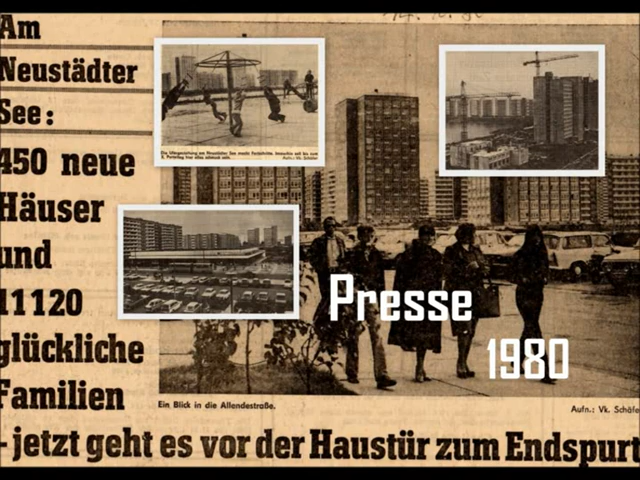 Am
Neustädter
See:
450 neue
Häuser
und
11120
glückliche
Familien
- jetzt geht es vor der Haustür zum Endspurt
Ein Blick in die Allendestraße.
Aufn.: Vk. Schäfe
Presse
1980